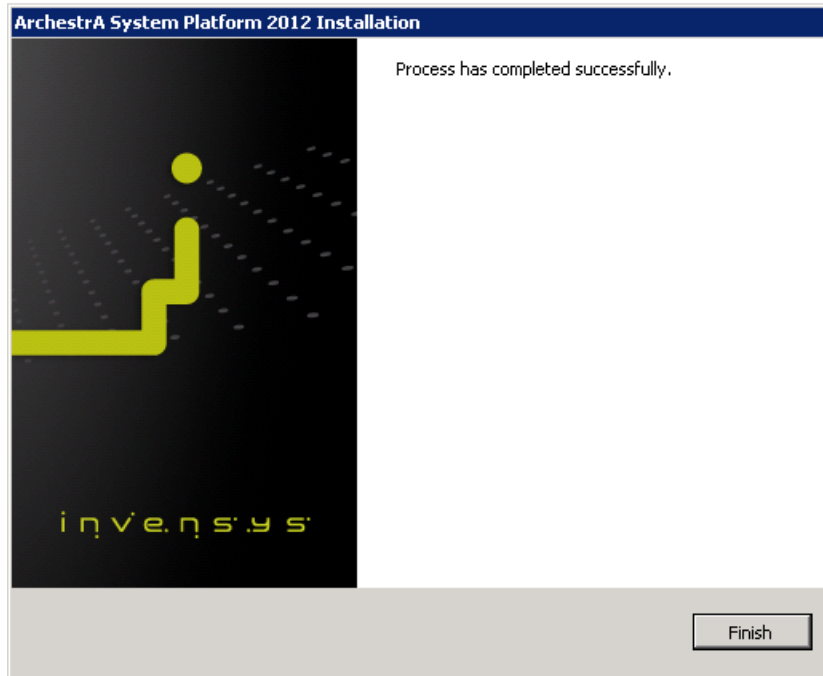 ArchestrA System Platform 2012 Installation
Process has completed successfully.
invensys
Finish